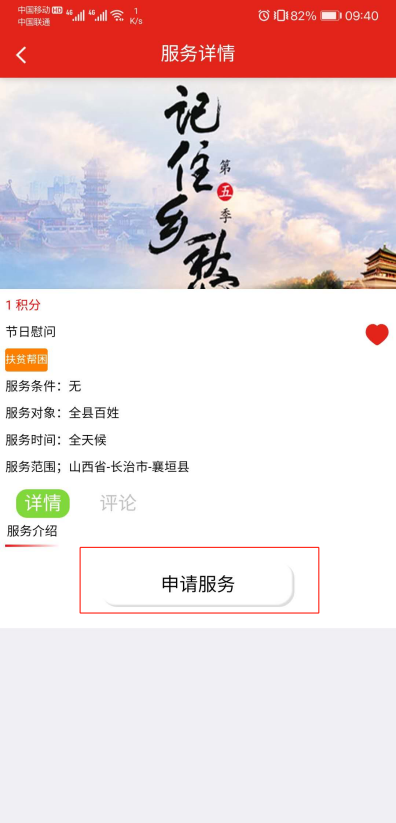 中国移动 HD 4G 4G 1 K/s 82% 09:40
中国联通
服务详情
记住乡愁
第五季
1 积分
节日慰问
扶贫帮困
服务条件：无
服务对象：全县百姓
服务时间：全天候
服务范围；山西省-长治市-襄垣县
详情 评论
服务介绍
申请服务